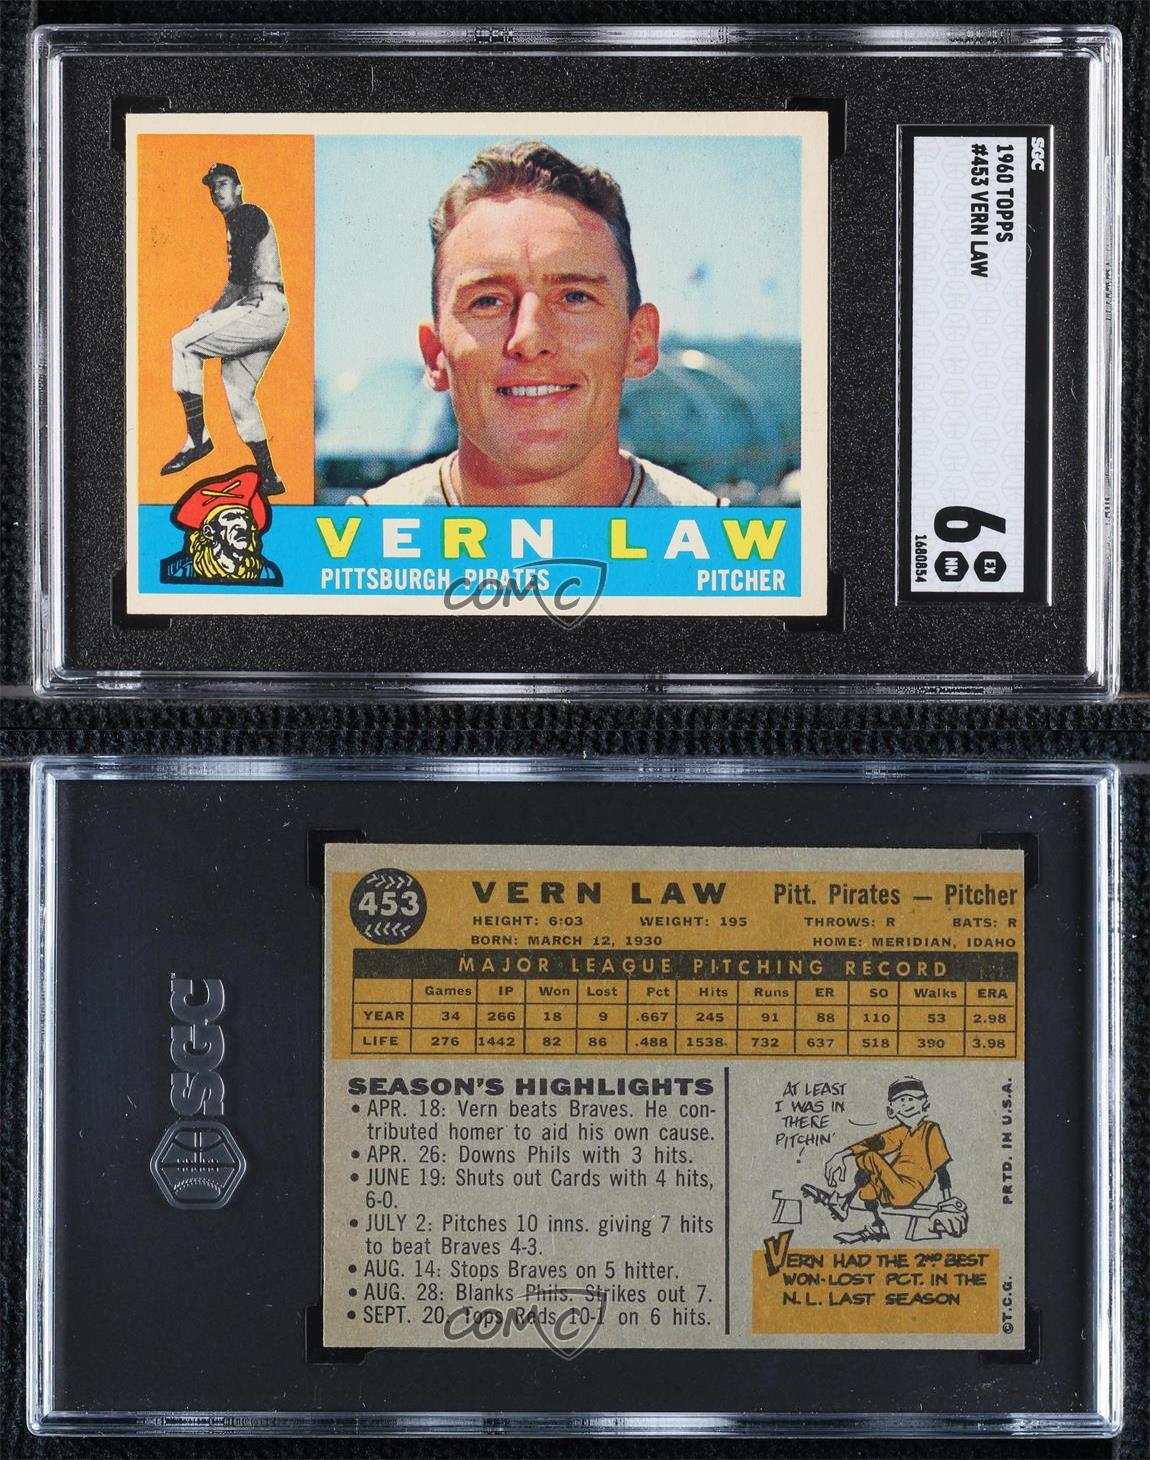 VERN LAW
PITTSBURGH PIRATES
PITCHER
COMC
SGC
1960 TOPPS
#453 VERN LAW
6
EX
NM
1680854
SGC
453
VERN LAW
Pitt. Pirates — Pitcher
HEIGHT: 6:03 WEIGHT: 195 THROWS: R BATS: R
BORN: MARCH 12, 1930 HOME: MERIDIAN, IDAHO
MAJOR LEAGUE PITCHING RECORD
Games IP Won Lost Pct Hits Runs ER SO Walks ERA
YEAR 34 266 18 9 .667 245 91 88 110 53 2.98
LIFE 276 1442 82 86 .488 1538 732 637 518 390 3.98
SEASON'S HIGHLIGHTS
• APR. 18: Vern beats Braves. He con-
tributed homer to aid his own cause.
• APR. 26: Downs Phils with 3 hits.
• JUNE 19: Shuts out Cards with 4 hits,
6-0.
• JULY 2: Pitches 10 inns. giving 7 hits
to beat Braves 4-3.
• AUG. 14: Stops Braves on 5 hitter.
• AUG. 28: Blanks Phils. Strikes out 7.
• SEPT. 20: Tops Reds 10-1 on 6 hits.
AT LEAST
I WAS IN
THERE
PITCHIN'
!
VERN HAD THE 2ND BEST
WON-LOST PCT. IN THE
N.L. LAST SEASON
©T.C.G. PRTD. IN U.S.A.
COMC